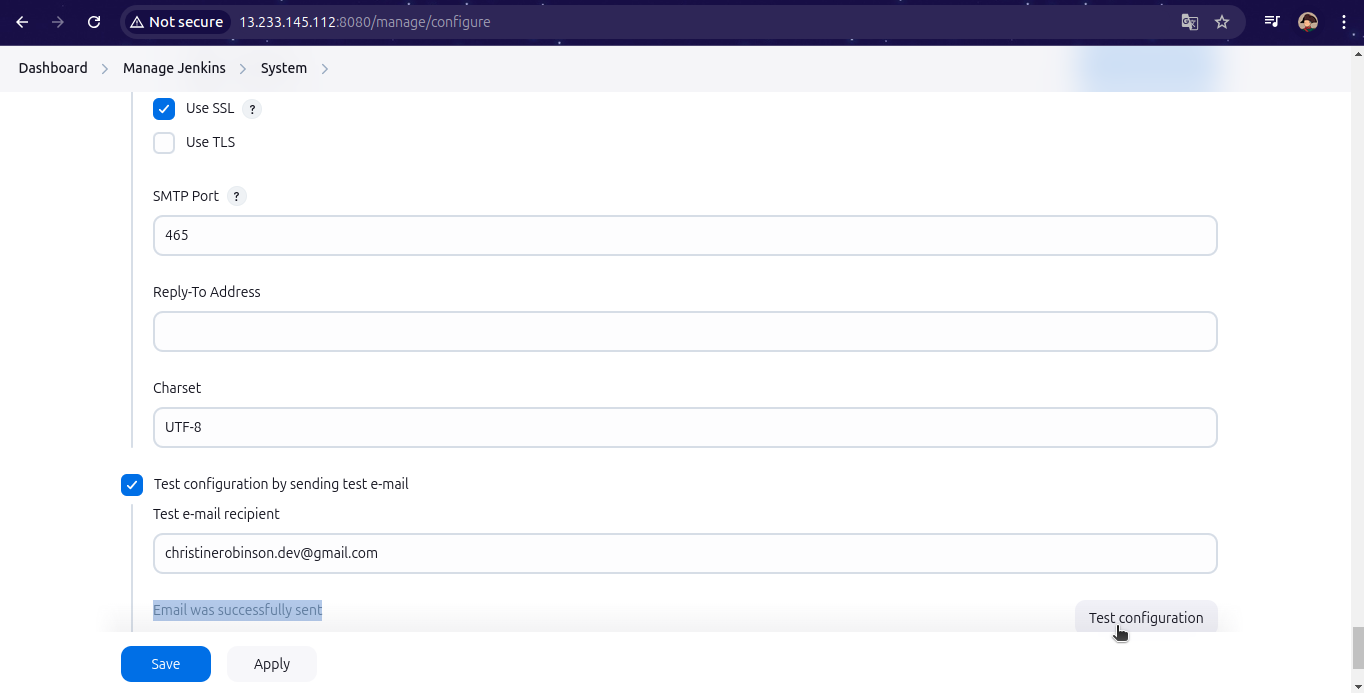 Not secure 13.233.145.112:8080/manage/configure
Dashboard Manage Jenkins System
Use SSL ?
Use TLS
SMTP Port ?
465
Reply-To Address
Charset
UTF-8
Test configuration by sending test e-mail
Test e-mail recipient
christinerobinson.dev@gmail.com
Email was successfully sent
Test configuration
Save Apply